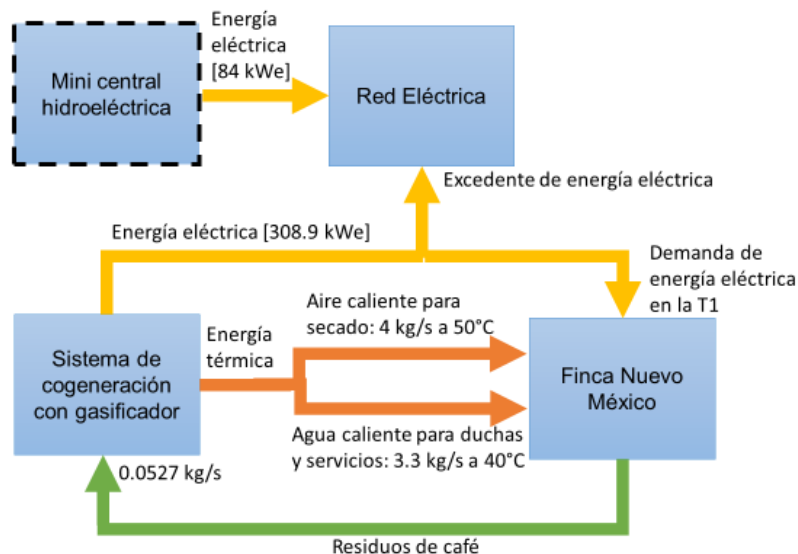 Energía
eléctrica
[84 kWe]
Mini central
hidroeléctrica
Red Eléctrica
Excedente de energía eléctrica
Energía eléctrica [308.9 kWe]
Demanda de
energía eléctrica
en la T1
Aire caliente para
secado: 4 kg/s a 50°C
Energía
térmica
Sistema de
cogeneración
con gasificador
Finca Nuevo
México
Agua caliente para duchas
y servicios: 3.3 kg/s a 40°C
0.0527 kg/s
Residuos de café